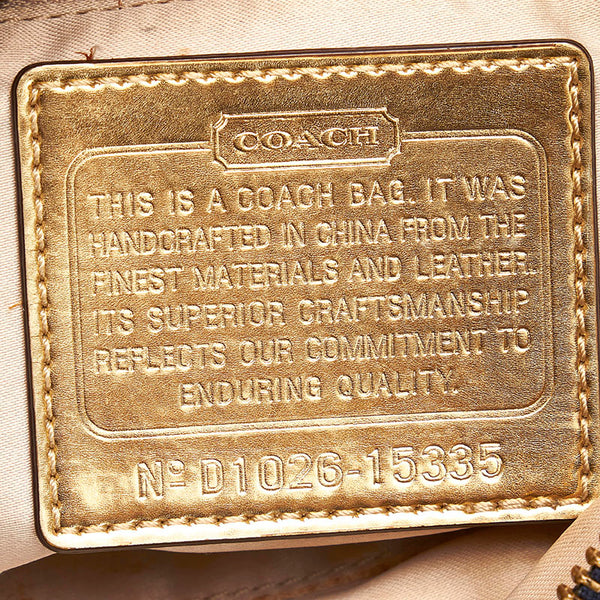 COACH
THIS IS A COACH BAG. IT WAS
HANDCRAFTED IN CHINA FROM THE
FINEST MATERIALS AND LEATHER.
ITS SUPERIOR CRAFTSMANSHIP
REFLECTS OUR COMMITMENT TO
ENDURING QUALITY.
Nº D1026-15335